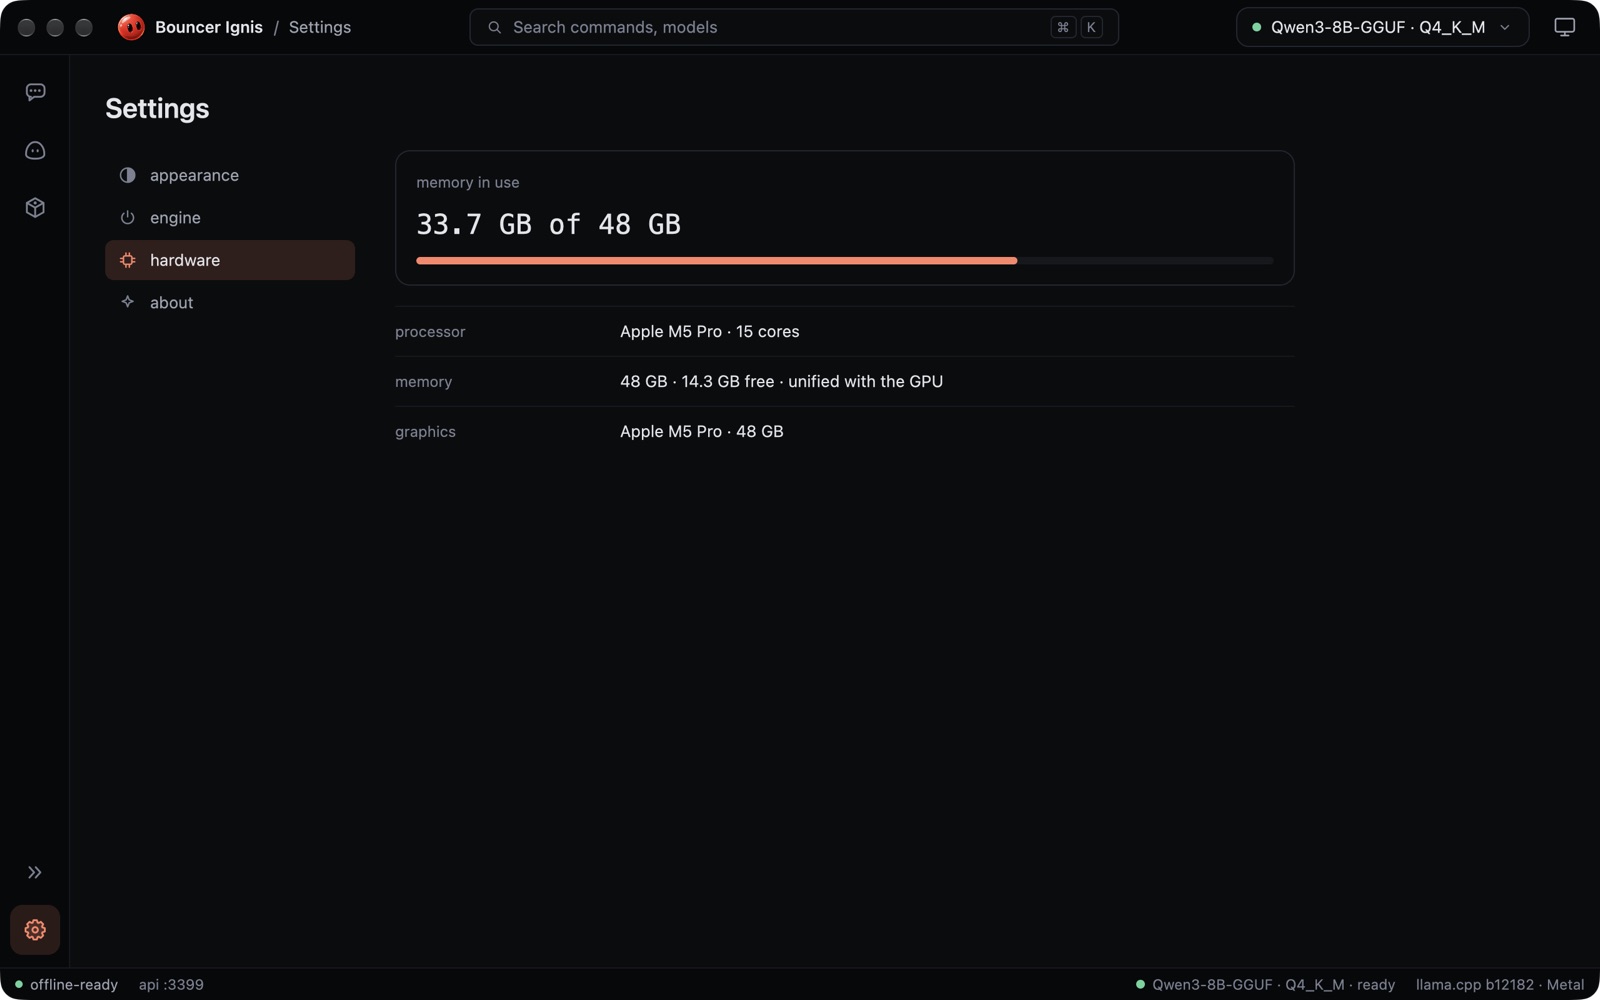 Bouncer Ignis / Settings
Search commands, models
⌘ K
Qwen3-8B-GGUF · Q4_K_M
Settings
appearance
engine
hardware
about
memory in use
33.7 GB of 48 GB
processor Apple M5 Pro · 15 cores
memory 48 GB · 14.3 GB free · unified with the GPU
graphics Apple M5 Pro · 48 GB
offline-ready api :3399
Qwen3-8B-GGUF · Q4_K_M · ready llama.cpp b12182 · Metal